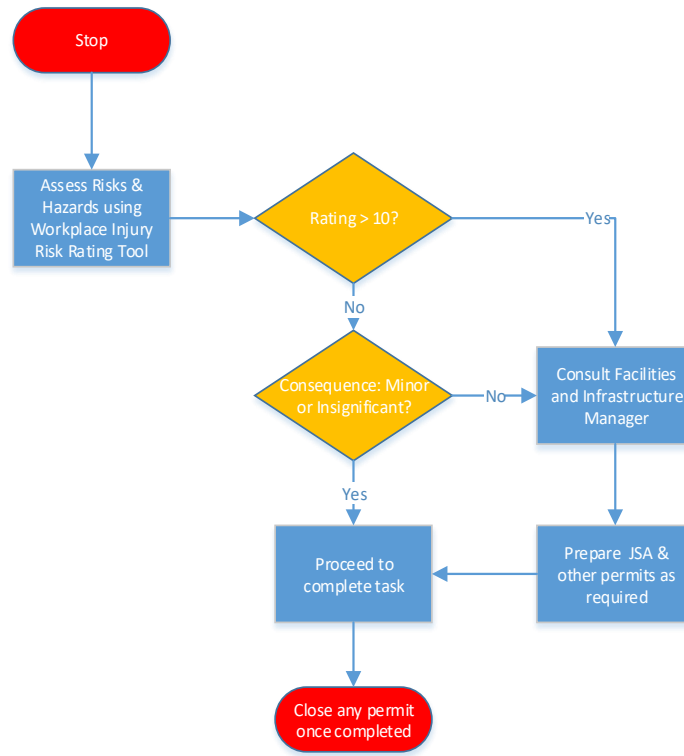 Stop
Assess Risks &
Hazards using
Workplace Injury
Risk Rating Tool
Rating > 10?
Yes
No
Consequence: Minor
or Insignificant?
No
Consult Facilities
and Infrastructure
Manager
Yes
Proceed to
complete task
Prepare JSA &
other permits as
required
Close any permit
once completed